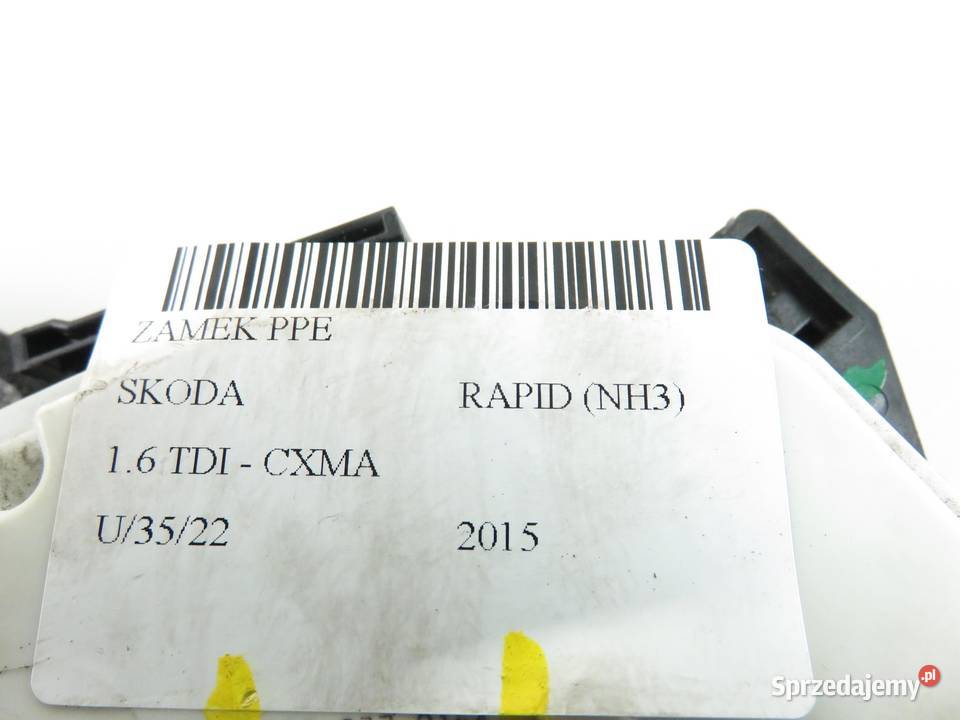 ZAMEK PPE
SKODA RAPID (NH3)
1.6 TDI - CXMA
U/35/22 2015
Sprzedajemy.pl